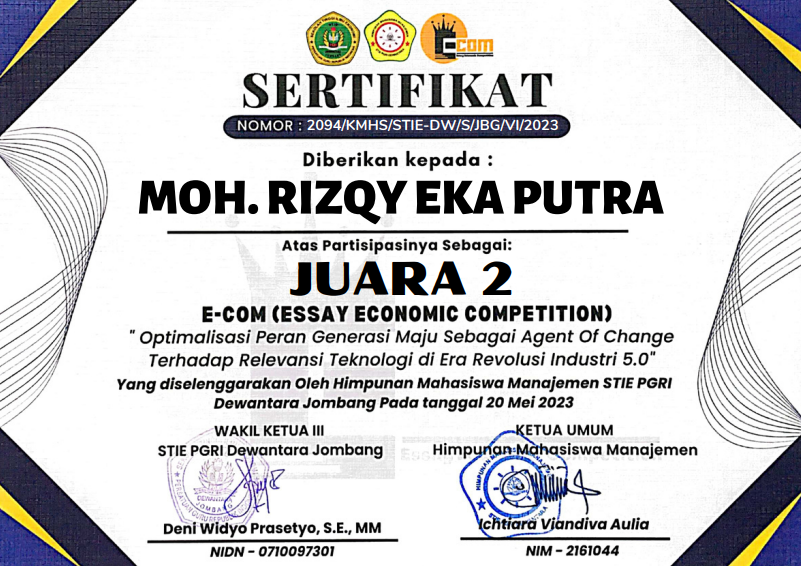 E-COM
SERTIFIKAT
NOMOR : 2094/KMHS/STIE-DW/S/JBG/VI/2023
Diberikan kepada :
MOH. RIZQY EKA PUTRA
Atas Partisipasinya Sebagai:
JUARA 2
E-COM (ESSAY ECONOMIC COMPETITION)
" Optimalisasi Peran Generasi Maju Sebagai Agent Of Change
Terhadap Relevansi Teknologi di Era Revolusi Industri 5.0"
Yang diselenggarakan Oleh Himpunan Mahasiswa Manajemen STIE PGRI
Dewantara Jombang Pada tanggal 20 Mei 2023
WAKIL KETUA III
STIE PGRI Dewantara Jombang
Deni Widyo Prasetyo, S.E., MM
NIDN - 0710097301
KETUA UMUM
Himpunan Mahasiswa Manajemen
Ichtiara Viandiva Aulia
NIM - 2161044